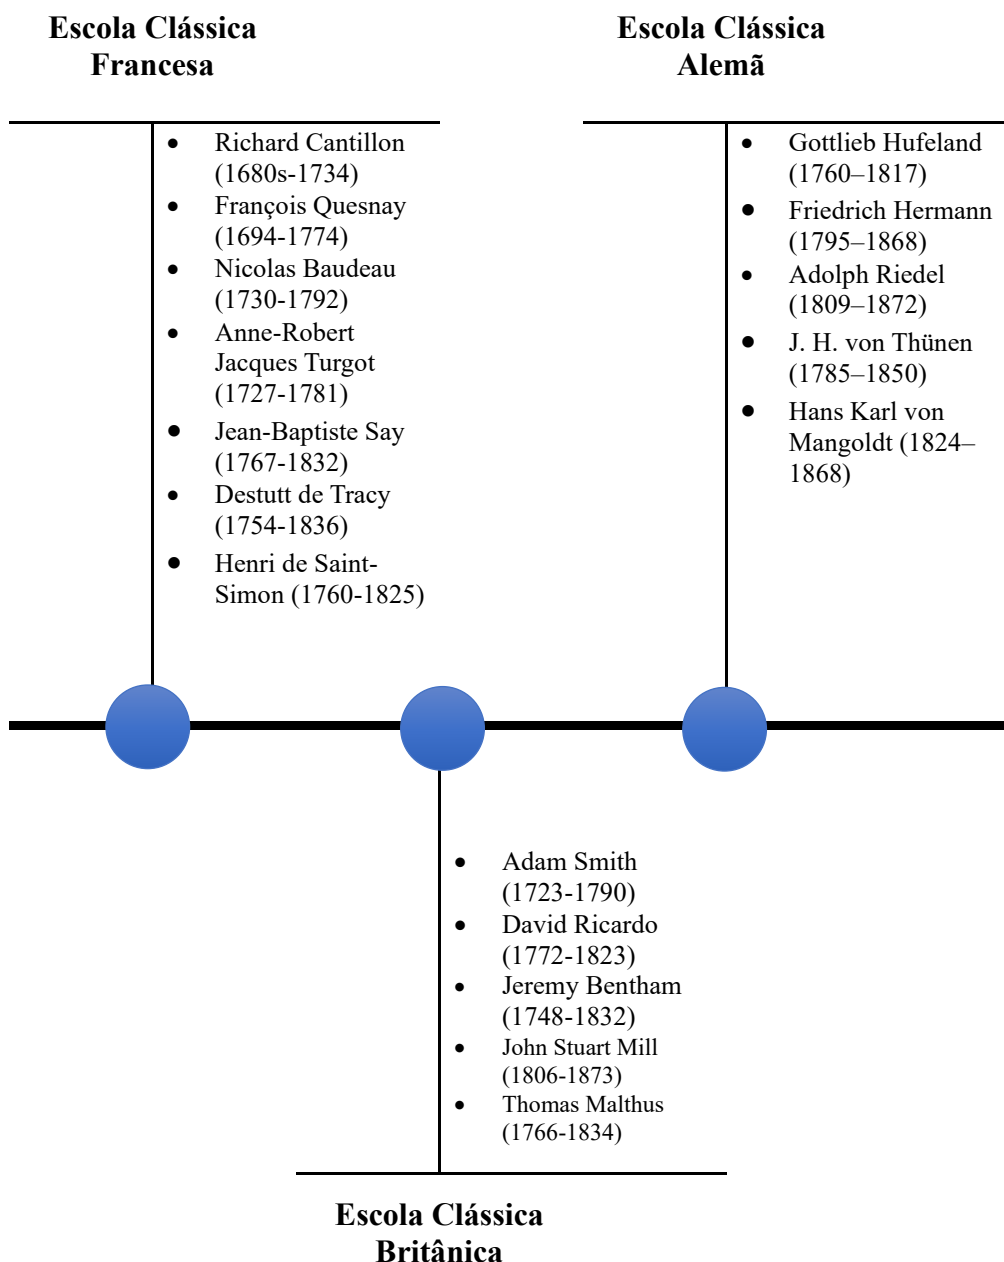 Escola Clássica
Francesa
• Richard Cantillon
(1680s-1734)
• François Quesnay
(1694-1774)
• Nicolas Baudeau
(1730-1792)
• Anne-Robert
Jacques Turgot
(1727-1781)
• Jean-Baptiste Say
(1767-1832)
• Destutt de Tracy
(1754-1836)
• Henri de Saint-
Simon (1760-1825)
Escola Clássica
Alemã
• Gottlieb Hufeland
(1760–1817)
• Friedrich Hermann
(1795–1868)
• Adolph Riedel
(1809–1872)
• J. H. von Thünen
(1785–1850)
• Hans Karl von
Mangoldt (1824–
1868)
• Adam Smith
(1723-1790)
• David Ricardo
(1772-1823)
• Jeremy Bentham
(1748-1832)
• John Stuart Mill
(1806-1873)
• Thomas Malthus
(1766-1834)
Escola Clássica
Britânica